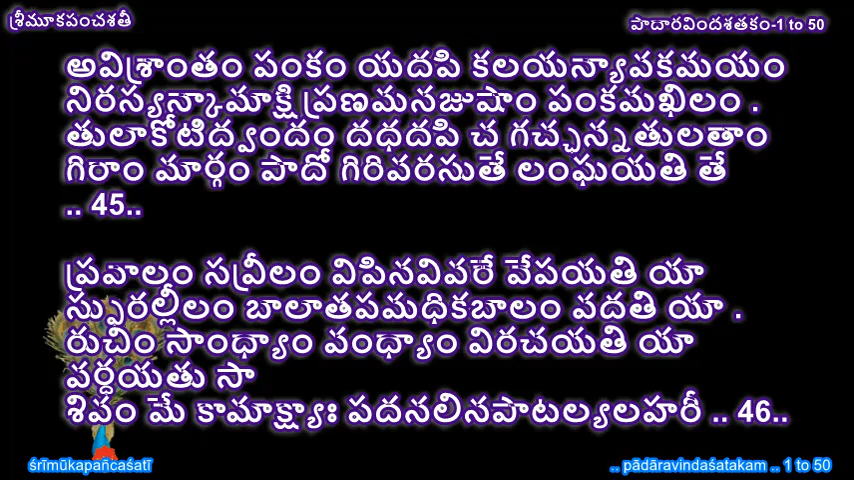 శ్రీమూకపంచశతీ
పాదారవిందశతకం-1 to 50
అవిశ్రాంతం పంకం యదపి కలయన్యావకమయం
నిరస్యన్కామాక్షి ప్రణమనజుషాం పంకమఖిలం .
తులాకోటిద్వందం దధదపి చ గచ్ఛన్నతులతాం
గిరాం మార్గం పాదో గిరివరసుతే లంఘయతి తే
.. 45..
ప్రవాలం సవ్రీలం విపినవివరే వేపయతి యా
స్ఫురల్లీలం బాలాతపమధికబాలం వదతి యా .
రుచిం సాంధ్యాం వంధ్యాం విరచయతి యా
వర్ధయతు సా
శివం మే కామాక్ష్యాః పదనలినపాటల్యలహరీ .. 46..
śrīmūkapañcaśatī
.. pādāravindaśatakam .. 1 to 50